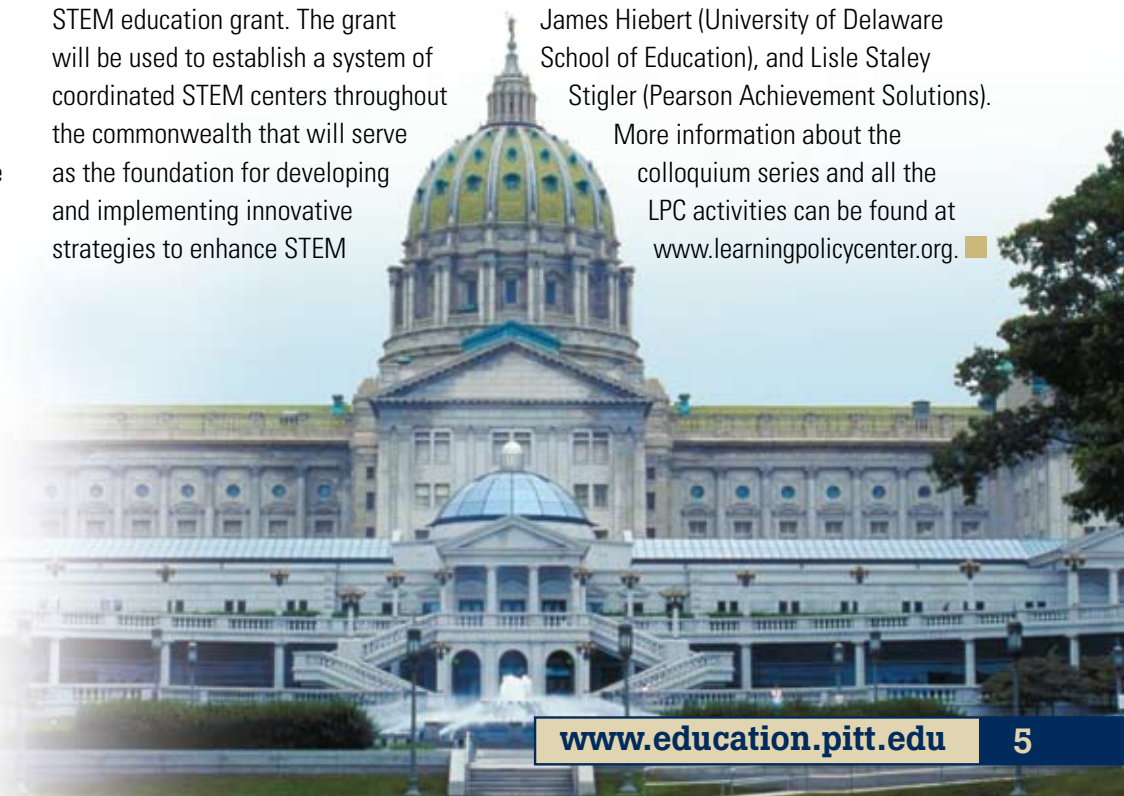 STEM education grant. The grant
will be used to establish a system of
coordinated STEM centers throughout
the commonwealth that will serve
as the foundation for developing
and implementing innovative
strategies to enhance STEM
James Hiebert (University of Delaware
School of Education), and Lisle Staley
Stigler (Pearson Achievement Solutions).
More information about the
colloquium series and all the
LPC activities can be found at
www.learningpolicycenter.org.
www.education.pitt.edu 5